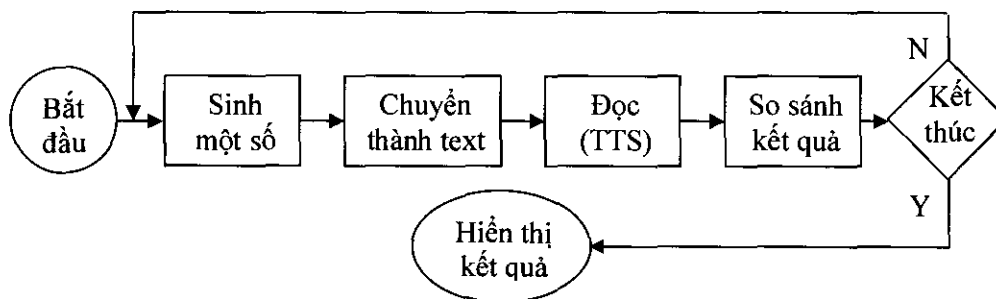 Bắt
đầu
Sinh
một số
Chuyển
thành text
Đọc
(TTS)
So sánh
kết quả
N
Kết
thúc
Y
Hiển thị
kết quả